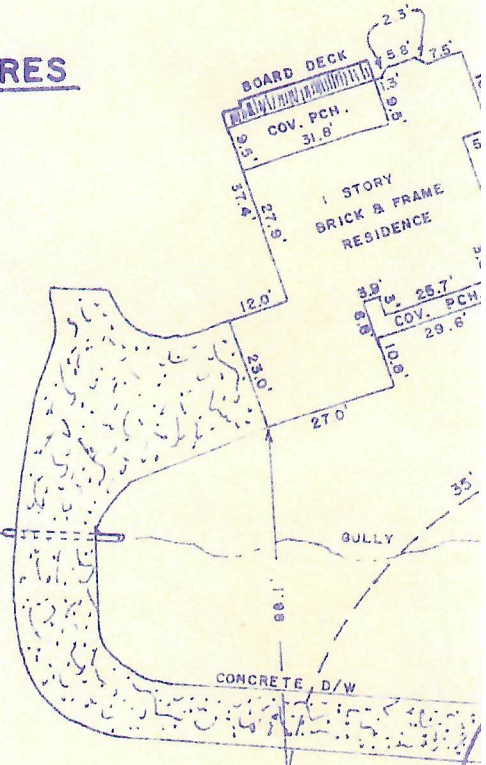 RES
2.3'
5.8'
7.5'
BOARD DECK
1.3'
COV. PCH.
31.8'
9.5'
9.5'
5
37.4'
27.9'
1 STORY
BRICK & FRAME
RESIDENCE
12.0'
3.9'
3'
25.7'
COV. PCH.
29.6'
23.0'
10.8'
27.0'
35'
GULLY
CONCRETE D/W